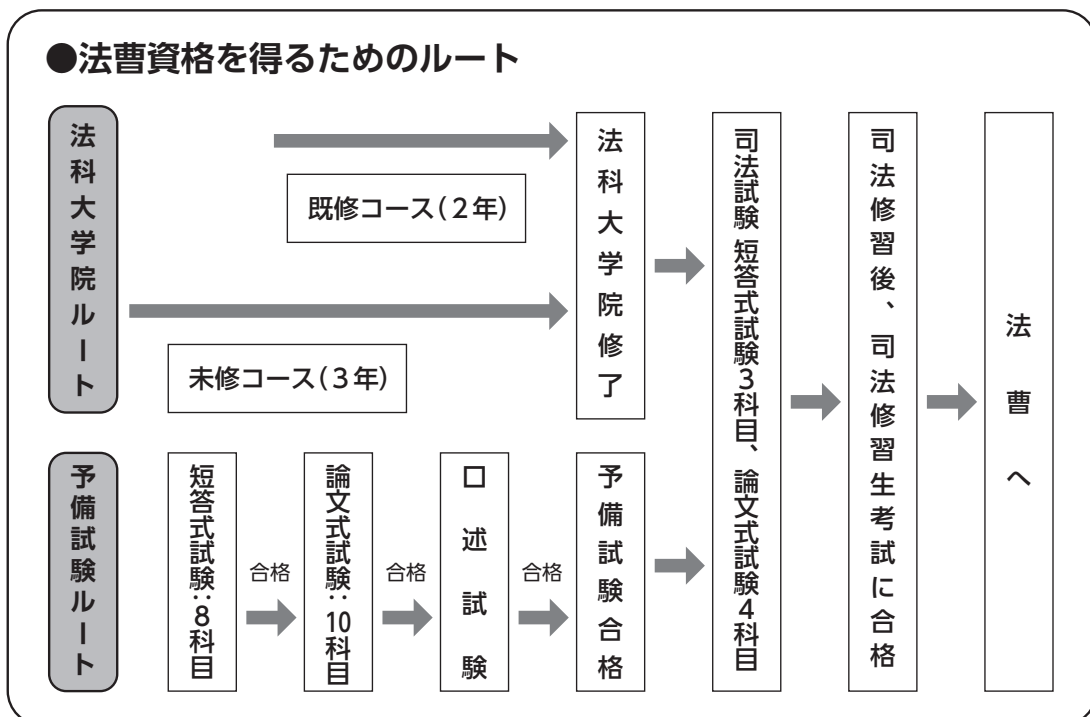 ●法曹資格を得るためのルート
法科大学院ルート
既修コース（２年）
未修コース（３年）
法科大学院修了
予備試験ルート
短答式試験：８科目
合格
論文式試験：10科目
合格
口述試験
合格
予備試験合格
司法試験 短答式試験３科目、論文式試験４科目
司法修習後、司法修習生考試に合格
法曹へ